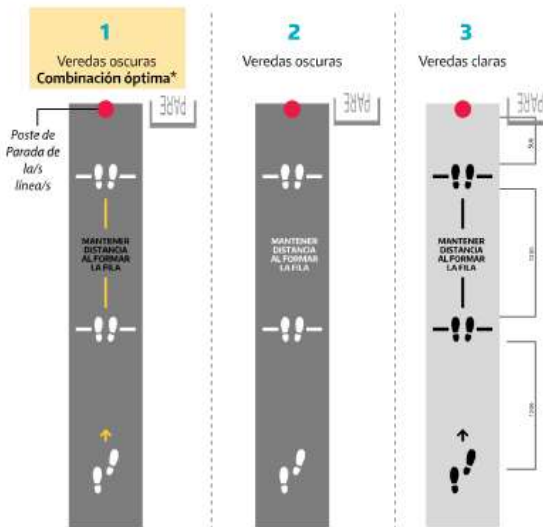 1
Veredas oscuras
Combinación óptima*
PARE
Poste de
Parada de
la/s
línea/s
MANTENER
DISTANCIA
AL FORMAR
LA FILA
2
Veredas oscuras
PARE
MANTENER
DISTANCIA
AL FORMAR
LA FILA
3
Veredas claras
PARE
MANTENER
DISTANCIA
AL FORMAR
LA FILA